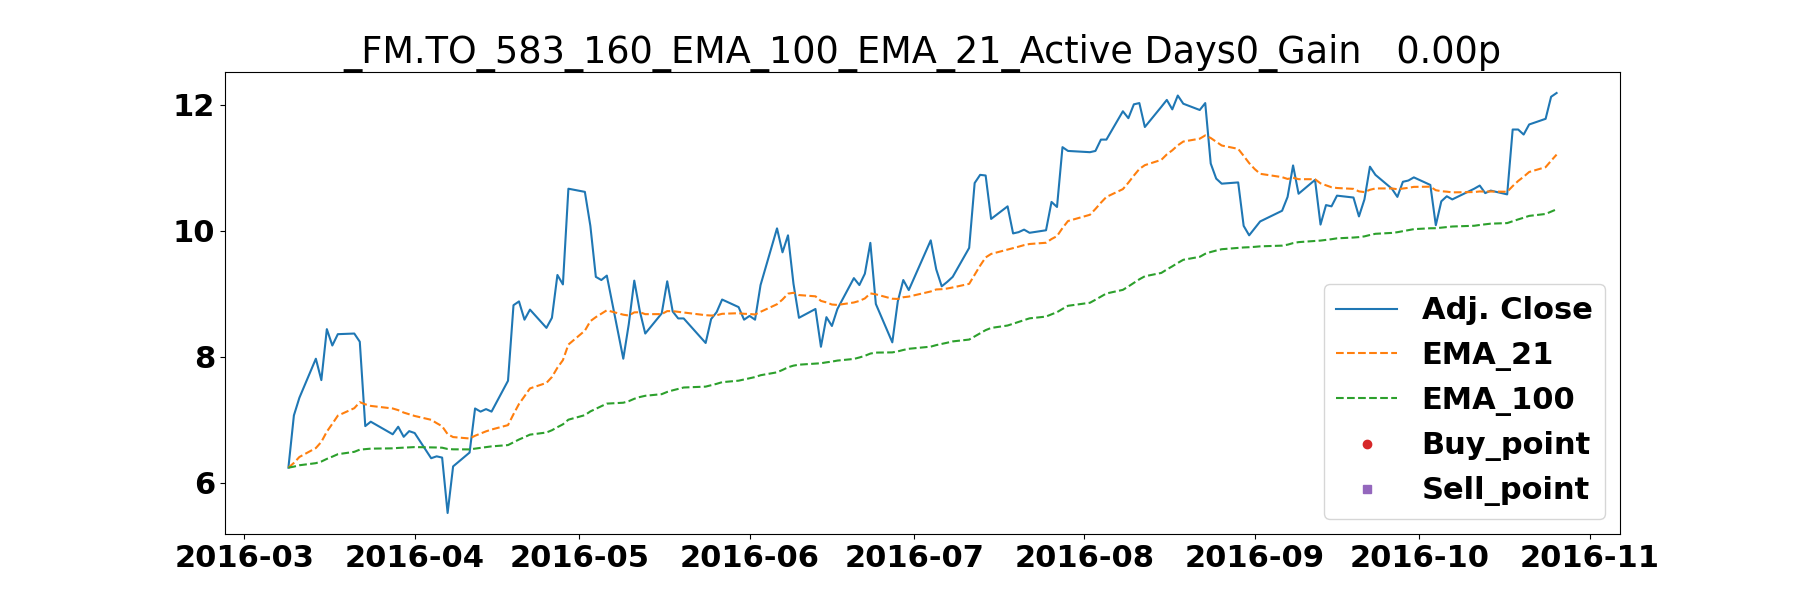 _FM.TO_583_160_EMA_100_EMA_21_Active Days0_Gain   0.00p
12
10
8
6
Adj. Close
EMA_21
EMA_100
Buy_point
Sell_point
2016-03 2016-04 2016-05 2016-06 2016-07 2016-08 2016-09 2016-10 2016-11